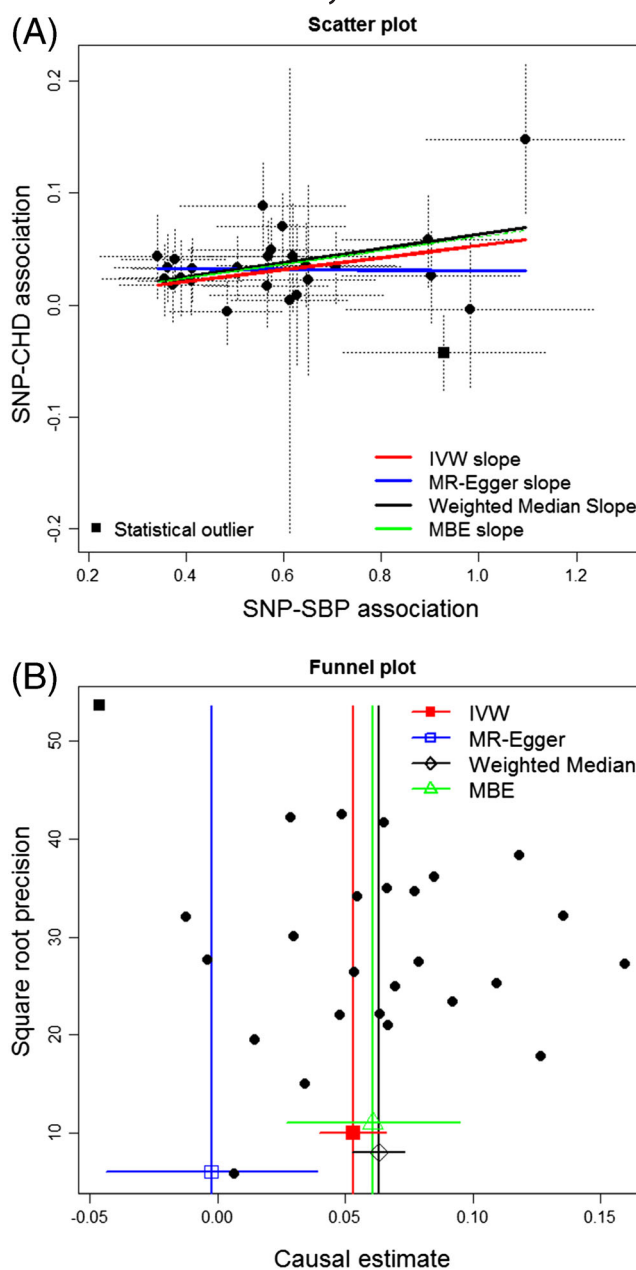 (A)
Scatter plot
SNP-CHD association
0.2
0.1
0.0
-0.1
-0.2
IVW slope
MR-Egger slope
Weighted Median Slope
MBE slope
Statistical outlier
0.2 0.4 0.6 0.8 1.0 1.2
SNP-SBP association
(B)
Funnel plot
Square root precision
50
40
30
20
10
IVW
MR-Egger
Weighted Median
MBE
-0.05 0.00 0.05 0.10 0.15
Causal estimate